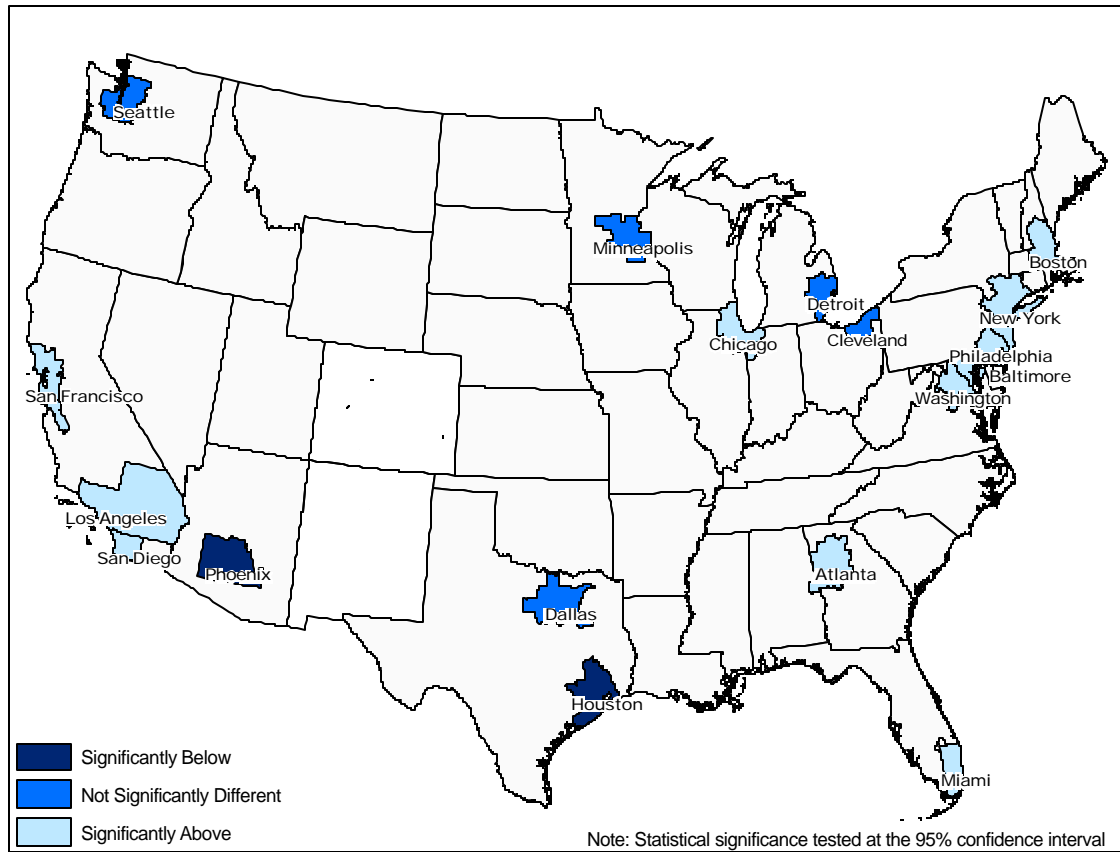 Seattle
Minneapolis
Boston
Detroit
New York
Chicago
Cleveland
Philadelphia
Baltimore
San Francisco
Washington
Los Angeles
San Diego
Phoenix
Atlanta
Dallas
Houston
Miami
Significantly Below
Not Significantly Different
Significantly Above
Note: Statistical significance tested at the 95% confidence interval